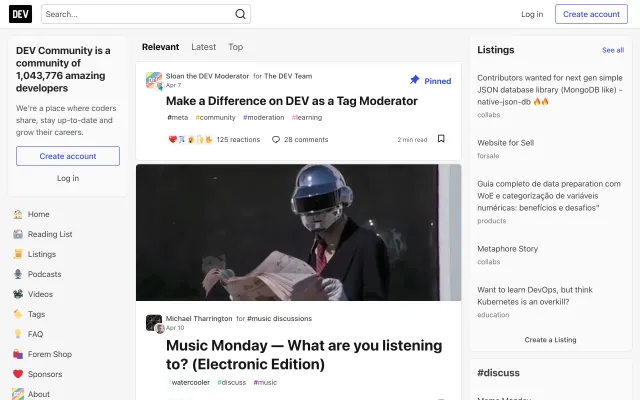 DEV
Search...
Log in
Create account
DEV Community is a
community of
1,043,776 amazing
developers
We're a place where coders
share, stay up-to-date and
grow their careers.
Create account
Log in
Home
Reading List
Listings
Podcasts
Videos
Tags
FAQ
Forem Shop
Sponsors
About
Relevant
Latest
Top
Sloan the DEV Moderator for The DEV Team
Apr 7
Pinned
Make a Difference on DEV as a Tag Moderator
#meta #community #moderation #learning
125 reactions
28 comments
2 min read
Michael Tharrington for #music discussions
Apr 10
Music Monday — What are you listening
to? (Electronic Edition)
watercooler #discuss #music
Listings
See all
Contributors wanted for next gen simple
JSON database library (MongoDB like) -
native-json-db 🔥🔥
collabs
Website for Sell
forsale
Guia completo de data preparation com
WoE e categorização de variáveis
numéricas: benefícios e desafios"
products
Metaphore Story
collabs
Want to learn DevOps, but think
Kubernetes is an overkill?
education
Create a Listing
#discuss